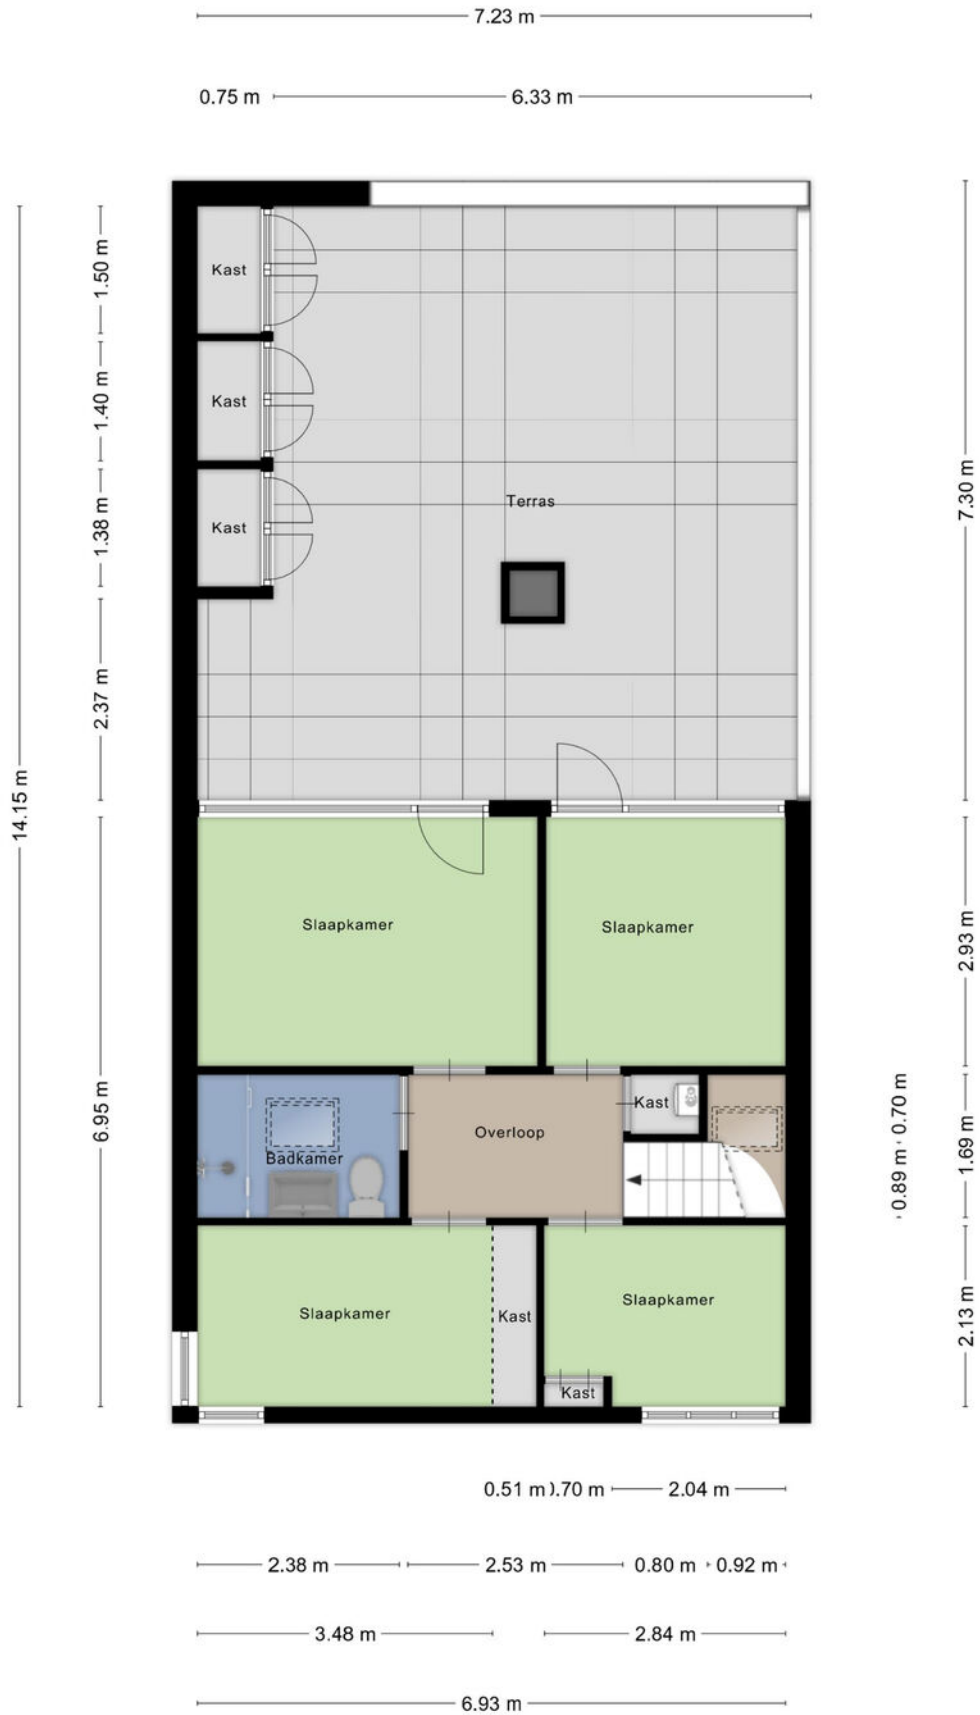 7.23 m
0.75 m
6.33 m
Kast
1.50 m
Kast
1.40 m
Terras
7.30 m
Kast
1.38 m
2.37 m
14.15 m
Slaapkamer
Slaapkamer
2.93 m
6.95 m
Kast
0.70 m
Overloop
Badkamer
1.69 m
0.89 m
Slaapkamer
Kast
Slaapkamer
2.13 m
Kast
0.51 m
.70 m
2.04 m
2.38 m
2.53 m
0.80 m
0.92 m
3.48 m
2.84 m
6.93 m